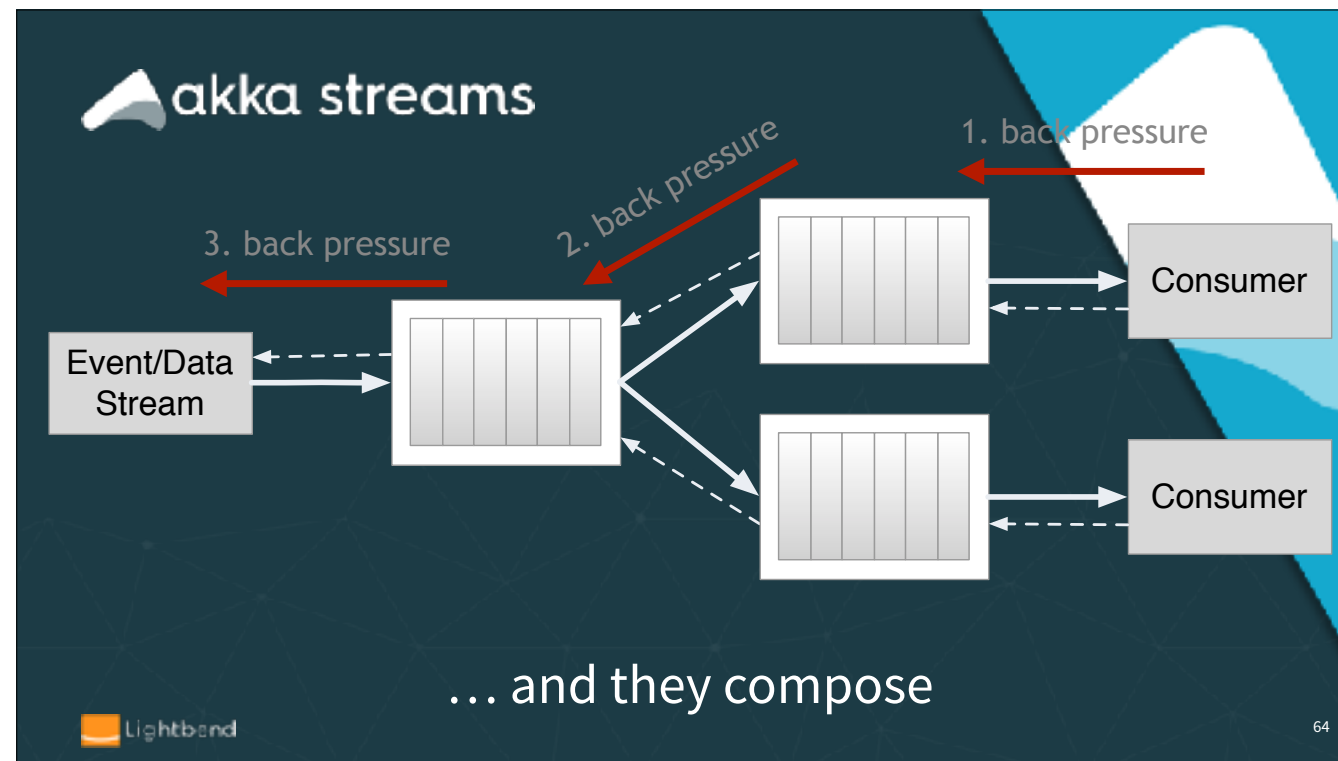 akka streams
1. back pressure
2. back pressure
3. back pressure
Consumer
Event/Data
Stream
Consumer
… and they compose
Lightbend
64